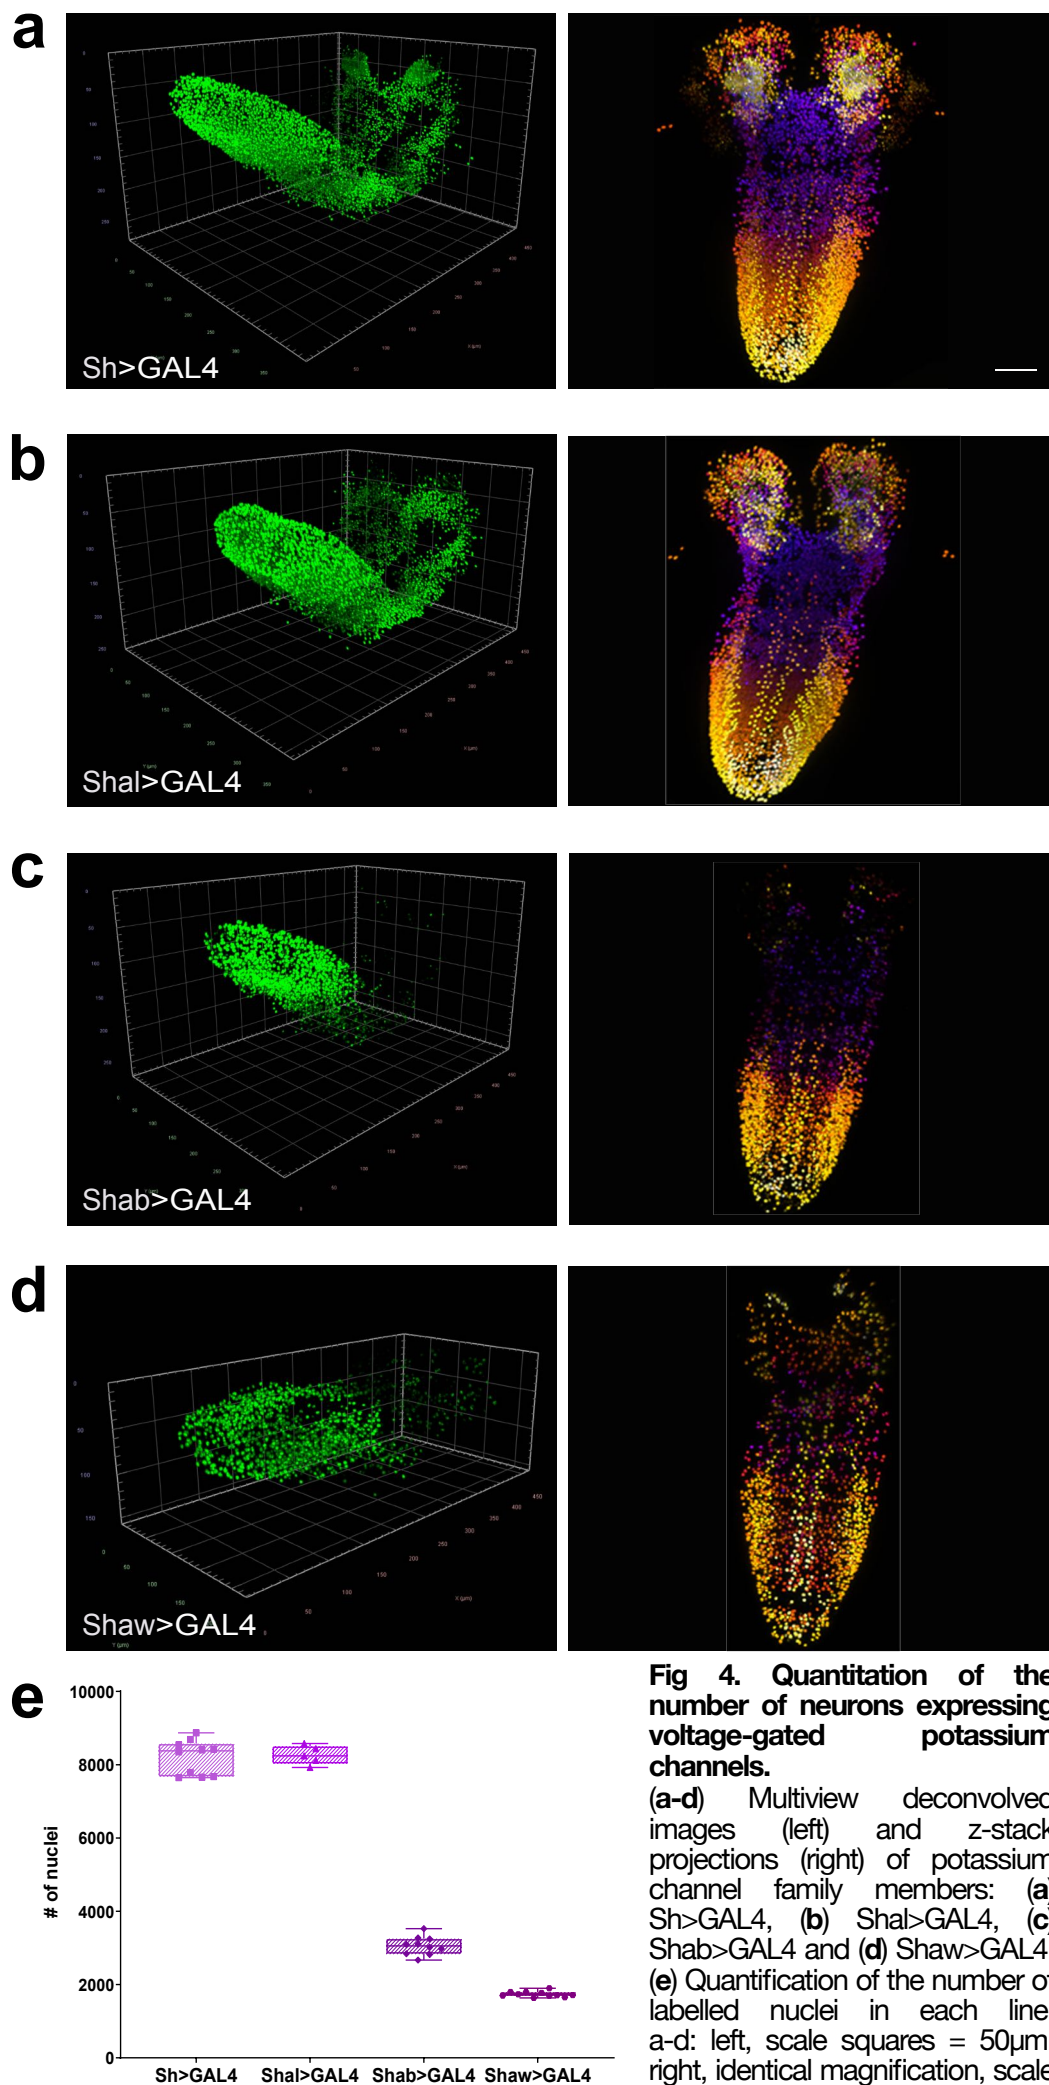 a
Sh>GAL4
b
Shal>GAL4
c
Shab>GAL4
d
Shaw>GAL4
e
10000
8000
6000
4000
2000
0
# of nuclei
Sh>GAL4 Shal>GAL4 Shab>GAL4 Shaw>GAL4
Fig 4. Quantitation of the
number of neurons expressing
voltage-gated potassium
channels.
(a-d) Multiview deconvolved
images (left) and z-stack
projections (right) of potassium
channel family members: (a)
Sh>GAL4, (b) Shal>GAL4, (c)
Shab>GAL4 and (d) Shaw>GAL4
(e) Quantification of the number of
labelled nuclei in each line
a-d: left, scale squares = 50µm
right, identical magnification, scale